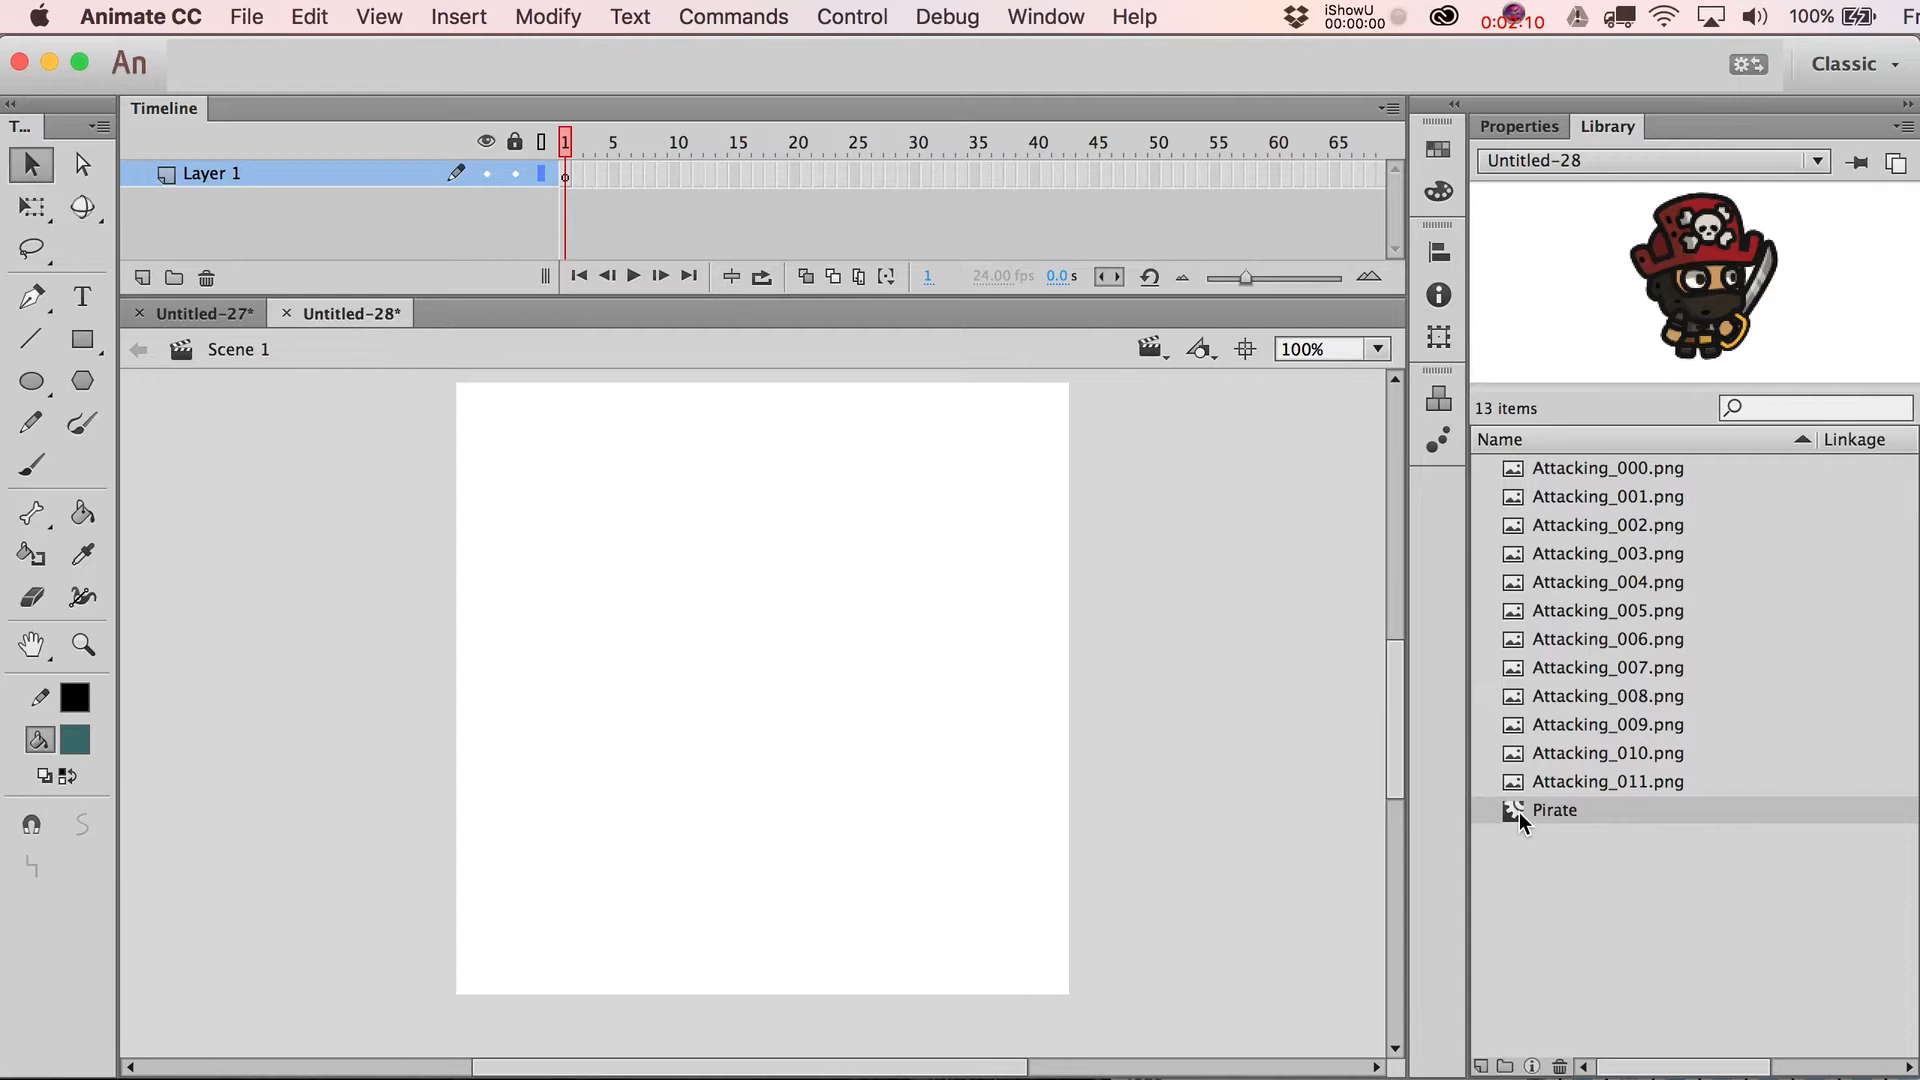 Animate CC File Edit View Insert Modify Text Commands Control Debug Window Help iShowU 00:00:00 0:02:10 100% Fr
An Classic
T... Timeline Properties Library
1 5 10 15 20 25 30 35 40 45 50 55 60 65
Untitled-28
Layer 1
1 24.00 fps 0.0 s
T
Untitled-27* Untitled-28*
Scene 1 100%
13 items
Name Linkage
Attacking_000.png
Attacking_001.png
Attacking_002.png
Attacking_003.png
Attacking_004.png
Attacking_005.png
Attacking_006.png
Attacking_007.png
Attacking_008.png
Attacking_009.png
Attacking_010.png
Attacking_011.png
Pirate